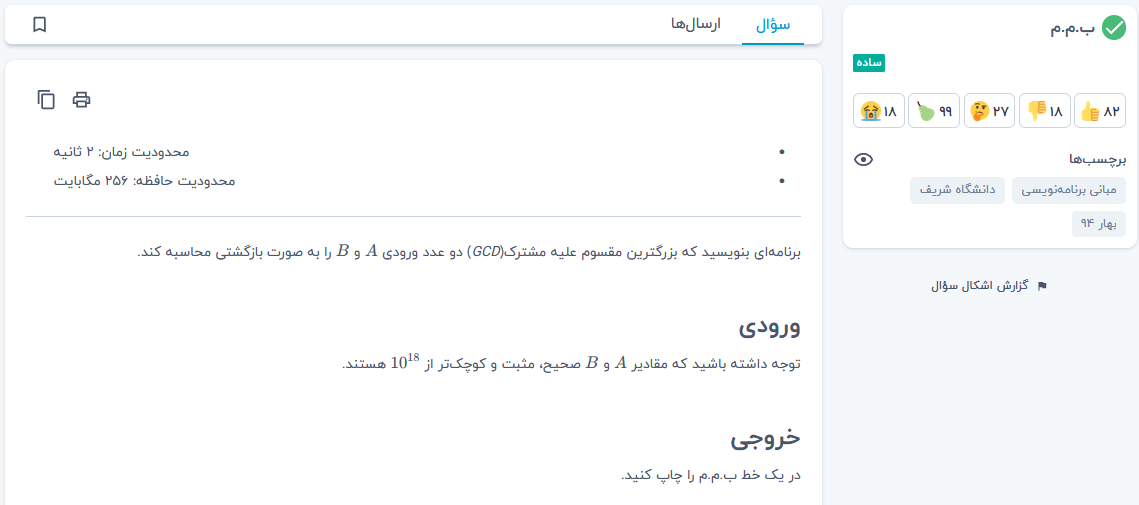 ب.م.م
ساده
۸۲
۱۸
۲۷
۹۹
۱۸
برچسب‌ها
مبانی برنامه‌نویسی
دانشگاه شریف
بهار ۹۴
گزارش اشکال سؤال
سؤال
ارسال‌ها
محدودیت زمان: ۲ ثانیه
محدودیت حافظه: ۲۵۶ مگابایت
برنامه‌ای بنویسید که بزرگترین مقسوم علیه مشترک(GCD) دو عدد ورودی A و B را به صورت بازگشتی محاسبه کند.
ورودی
توجه داشته باشید که مقادیر A و B صحیح، مثبت و کوچک‌تر از 10¹⁸ هستند.
خروجی
در یک خط ب.م.م را چاپ کنید.